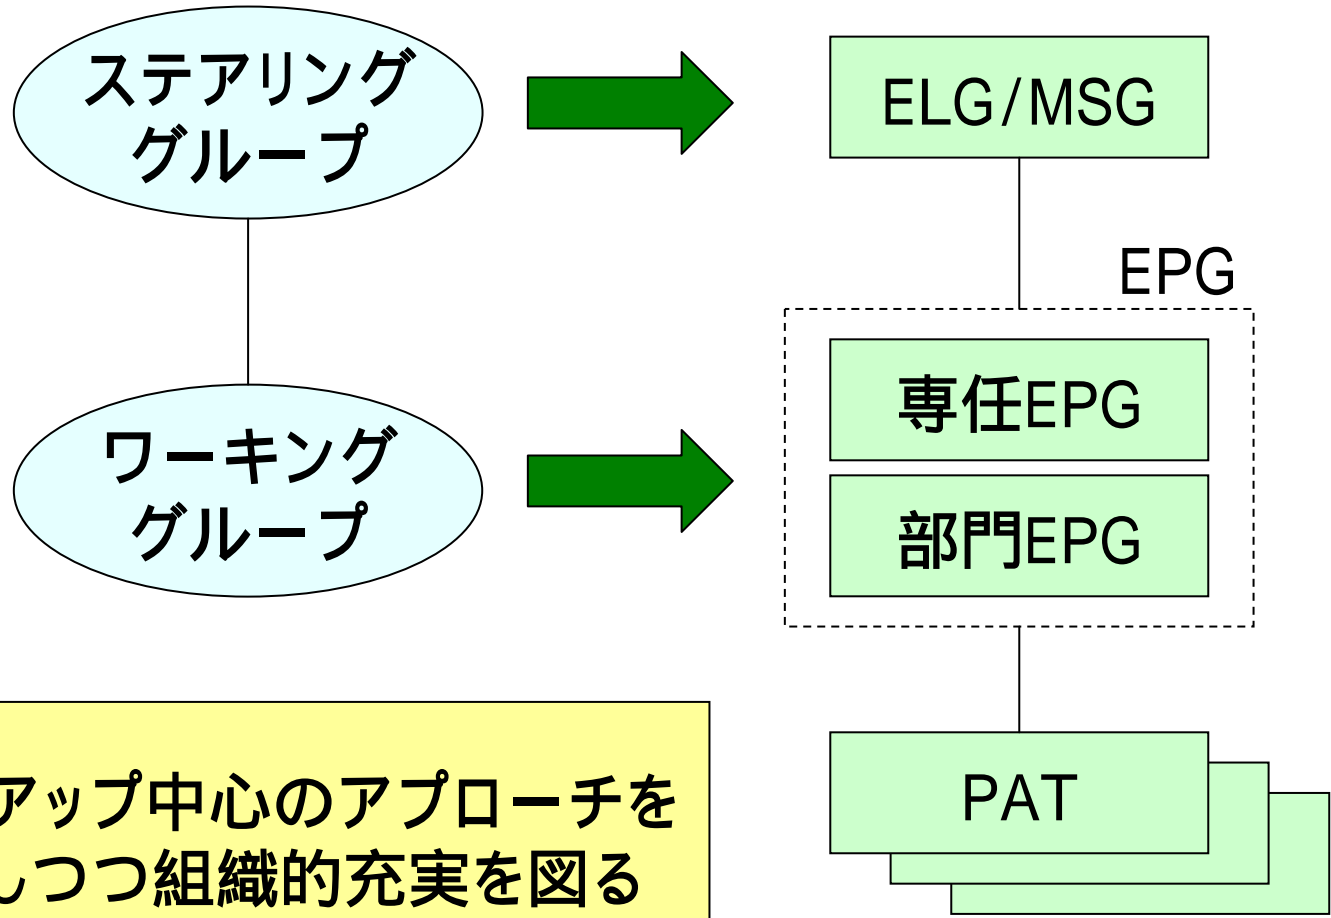 ステアリング
グループ
ELG/MSG
EPG
専任EPG
ワーキング
グループ
部門EPG
アップ中心のアプローチを
しつつ組織的充実を図る
PAT